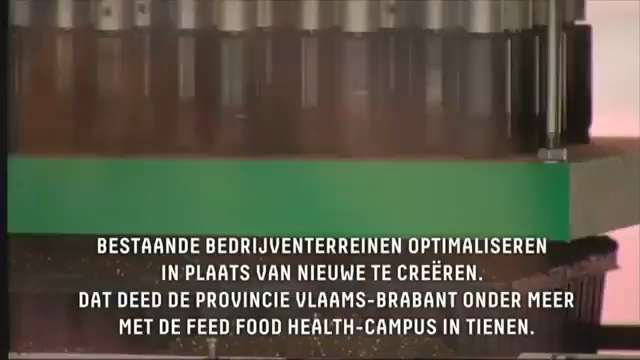 BESTAANDE BEDRIJVENTERREINEN OPTIMALISEREN
IN PLAATS VAN NIEUWE TE CREËREN.
DAT DEED DE PROVINCIE VLAAMS-BRABANT ONDER MEER
MET DE FEED FOOD HEALTH-CAMPUS IN TIENEN.